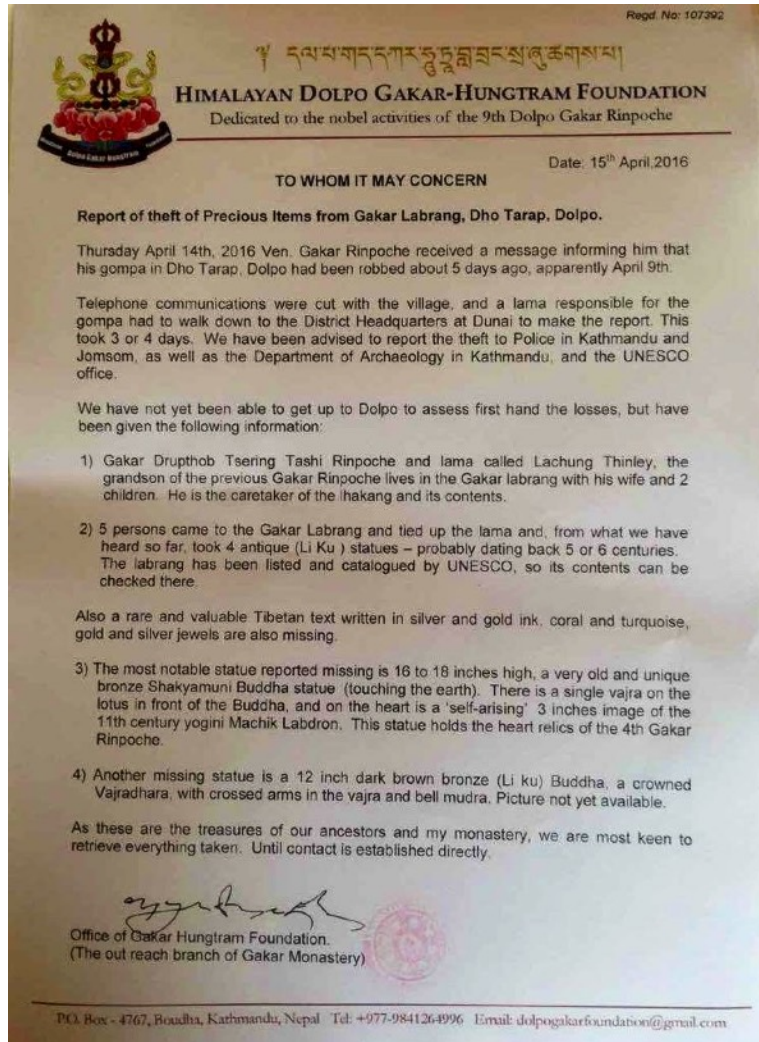 Regd. No: 107392
HIMALAYAN DOLPO GAKAR-HUNGTRAM FOUNDATION
Dedicated to the nobel activities of the 9th Dolpo Gakar Rinpoche
Dolpo Gakar Hungtram
Date: 15th April.2016
TO WHOM IT MAY CONCERN
Report of theft of Precious Items from Gakar Labrang, Dho Tarap, Dolpo.
Thursday April 14th, 2016 Ven. Gakar Rinpoche received a message informing him that
his gompa in Dho Tarap, Dolpo had been robbed about 5 days ago, apparently April 9th.
Telephone communications were cut with the village, and a lama responsible for the
gompa had to walk down to the District Headquarters at Dunai to make the report. This
took 3 or 4 days. We have been advised to report the theft to Police in Kathmandu and
Jomsom, as well as the Department of Archaeology in Kathmandu, and the UNESCO
office.
We have not yet been able to get up to Dolpo to assess first hand the losses, but have
been given the following information:
1) Gakar Drupthob Tsering Tashi Rinpoche and lama called Lachung Thinley, the
grandson of the previous Gakar Rinpoche lives in the Gakar labrang with his wife and 2
children. He is the caretaker of the lhakang and its contents.
2) 5 persons came to the Gakar Labrang and tied up the lama and, from what we have
heard so far, took 4 antique (Li Ku ) statues – probably dating back 5 or 6 centuries.
The labrang has been listed and catalogued by UNESCO, so its contents can be
checked there.
Also a rare and valuable Tibetan text written in silver and gold ink, coral and turquoise,
gold and silver jewels are also missing.
3) The most notable statue reported missing is 16 to 18 inches high, a very old and unique
bronze Shakyamuni Buddha statue (touching the earth). There is a single vajra on the
lotus in front of the Buddha, and on the heart is a 'self-arising' 3 inches image of the
11th century yogini Machik Labdron. This statue holds the heart relics of the 4th Gakar
Rinpoche.
4) Another missing statue is a 12 inch dark brown bronze (Li ku) Buddha, a crowned
Vajradhara, with crossed arms in the vajra and bell mudra. Picture not yet available.
As these are the treasures of our ancestors and my monastery, we are most keen to
retrieve everything taken. Until contact is established directly.
Office of Gakar Hungtram Foundation.
(The out reach branch of Gakar Monastery)
P.O. Box - 4767, Boudha, Kathmandu, Nepal Tel: +977-9841264996 Email: dolpogakarfoundation@gmail.com